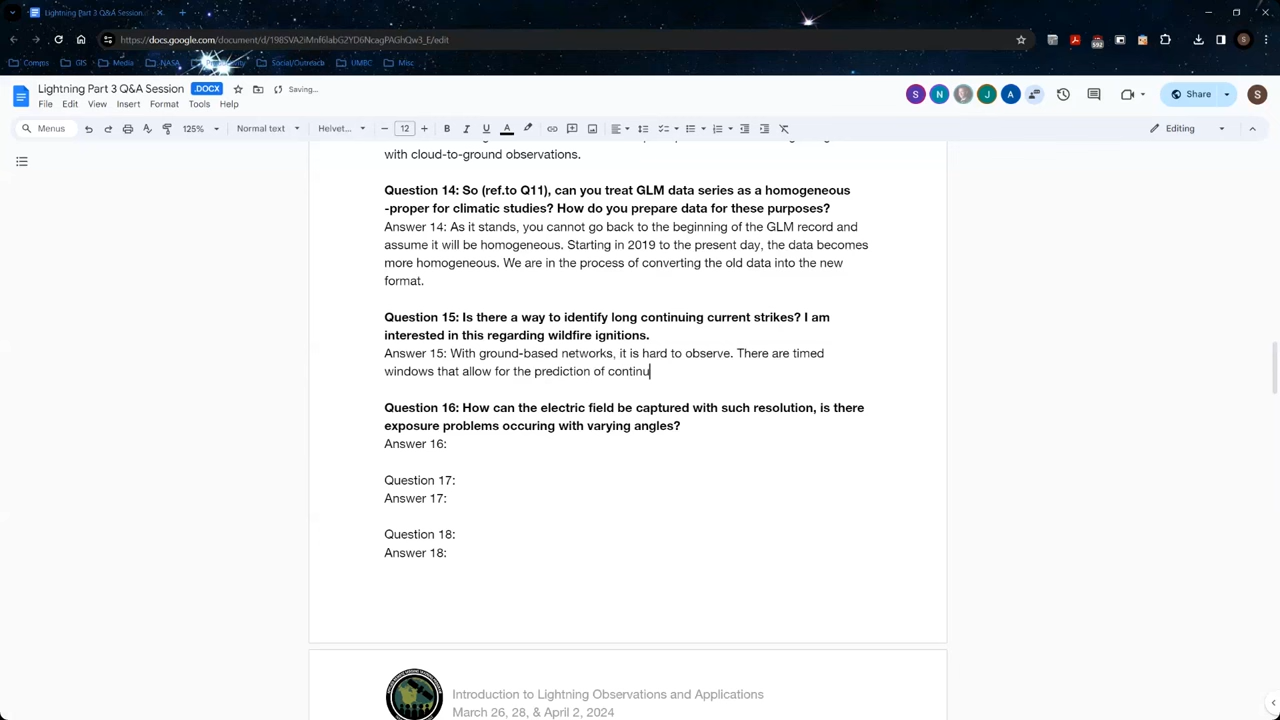 Lightning Part 3 Q&A Session
https://docs.google.com/document/d/198SVA2iMnf6labG2YD6NcagPAGhQw3_E/edit
Comps GIS Media NASA Productivity Social/Outreach UMBC Misc
Lightning Part 3 Q&A Session .DOCX Saving...
File Edit View Insert Format Tools Help
S N J A Share S
Menus 125% Normal text Helvet... 12 B I U A Editing
with cloud-to-ground observations.
Question 14: So (ref.to Q11), can you treat GLM data series as a homogeneous
-proper for climatic studies? How do you prepare data for these purposes?
Answer 14: As it stands, you cannot go back to the beginning of the GLM record and
assume it will be homogeneous. Starting in 2019 to the present day, the data becomes
more homogeneous. We are in the process of converting the old data into the new
format.
Question 15: Is there a way to identify long continuing current strikes? I am
interested in this regarding wildfire ignitions.
Answer 15: With ground-based networks, it is hard to observe. There are timed
windows that allow for the prediction of continu
Question 16: How can the electric field be captured with such resolution, is there
exposure problems occuring with varying angles?
Answer 16:
Question 17:
Answer 17:
Question 18:
Answer 18:
Introduction to Lightning Observations and Applications
March 26, 28, & April 2, 2024